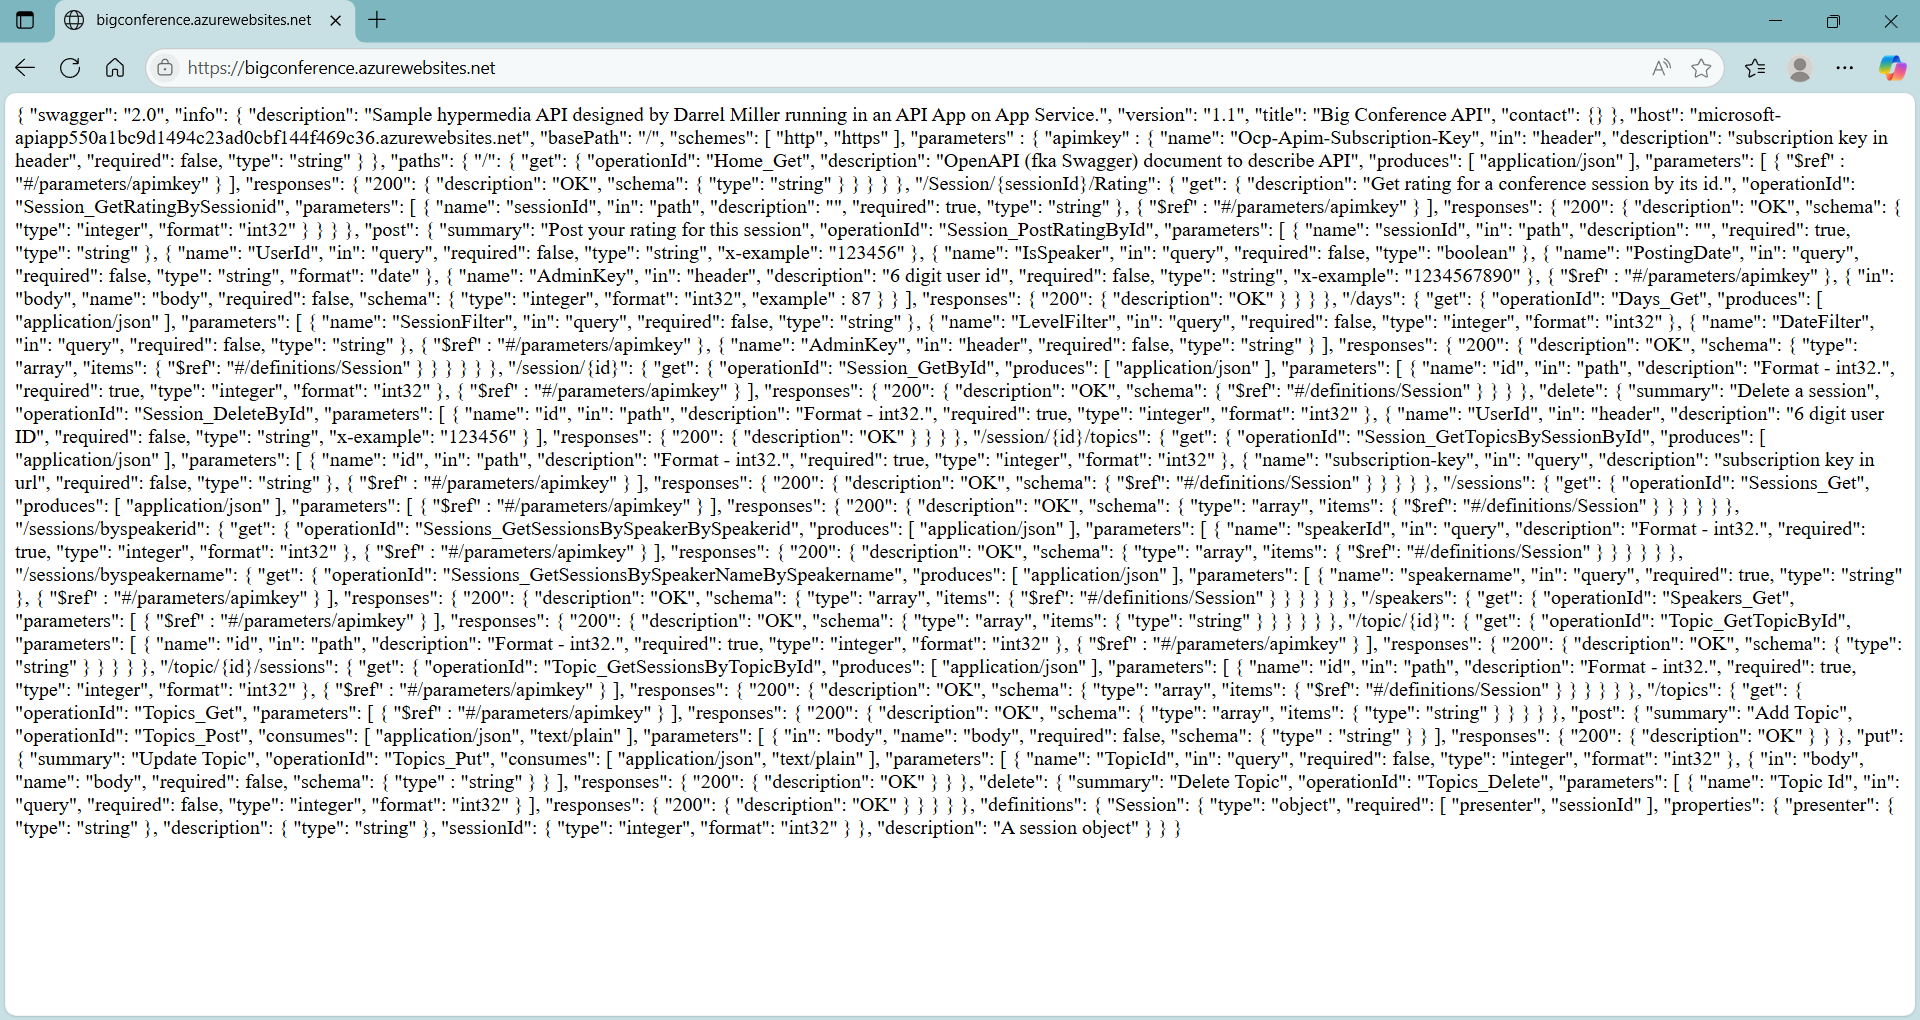 bigconference.azurewebsites.net
https://bigconference.azurewebsites.net
{ "swagger": "2.0", "info": { "description": "Sample hypermedia API designed by Darrel Miller running in an API App on App Service.", "version": "1.1", "title": "Big Conference API", "contact": {} }, "host": "microsoft-
apiapp550a1bc9d1494c23ad0cbf144f469c36.azurewebsites.net", "basePath": "/", "schemes": [ "http", "https" ], "parameters" : { "apimkey" : { "name": "Ocp-Apim-Subscription-Key", "in": "header", "description": "subscription key in
header", "required": false, "type": "string" } }, "paths": { "/": { "get": { "operationId": "Home_Get", "description": "OpenAPI (fka Swagger) document to describe API", "produces": [ "application/json" ], "parameters": [ { "$ref" :
"#/parameters/apimkey" } ], "responses": { "200": { "description": "OK", "schema": { "type": "string" } } } } }, "/Session/{sessionId}/Rating": { "get": { "description": "Get rating for a conference session by its id.", "operationId":
"Session_GetRatingBySessionid", "parameters": [ { "name": "sessionId", "in": "path", "description": "", "required": true, "type": "string" }, { "$ref" : "#/parameters/apimkey" } ], "responses": { "200": { "description": "OK", "schema": {
"type": "integer", "format": "int32" } } } }, "post": { "summary": "Post your rating for this session", "operationId": "Session_PostRatingById", "parameters": [ { "name": "sessionId", "in": "path", "description": "", "required": true,
"type": "string" }, { "name": "UserId", "in": "query", "required": false, "type": "string", "x-example": "123456" }, { "name": "IsSpeaker", "in": "query", "required": false, "type": "boolean" }, { "name": "PostingDate", "in": "query",
"required": false, "type": "string", "format": "date" }, { "name": "AdminKey", "in": "header", "description": "6 digit user id", "required": false, "type": "string", "x-example": "1234567890" }, { "$ref" : "#/parameters/apimkey" }, { "in":
"body", "name": "body", "required": false, "schema": { "type": "integer", "format": "int32", "example" : 87 } } ], "responses": { "200": { "description": "OK" } } } }, "/days": { "get": { "operationId": "Days_Get", "produces": [
"application/json" ], "parameters": [ { "name": "SessionFilter", "in": "query", "required": false, "type": "string" }, { "name": "LevelFilter", "in": "query", "required": false, "type": "integer", "format": "int32" }, { "name": "DateFilter",
"in": "query", "required": false, "type": "string" }, { "$ref" : "#/parameters/apimkey" }, { "name": "AdminKey", "in": "header", "required": false, "type": "string" } ], "responses": { "200": { "description": "OK", "schema": { "type":
"array", "items": { "$ref": "#/definitions/Session" } } } } } }, "/session/{id}": { "get": { "operationId": "Session_GetById", "produces": [ "application/json" ], "parameters": [ { "name": "id", "in": "path", "description": "Format - int32.",
"required": true, "type": "integer", "format": "int32" }, { "$ref" : "#/parameters/apimkey" } ], "responses": { "200": { "description": "OK", "schema": { "$ref": "#/definitions/Session" } } } }, "delete": { "summary": "Delete a session",
"operationId": "Session_DeleteById", "parameters": [ { "name": "id", "in": "path", "description": "Format - int32.", "required": true, "type": "integer", "format": "int32" }, { "name": "UserId", "in": "header", "description": "6 digit user
ID", "required": false, "type": "string", "x-example": "123456" } ], "responses": { "200": { "description": "OK" } } } }, "/session/{id}/topics": { "get": { "operationId": "Session_GetTopicsBySessionById", "produces": [
"application/json" ], "parameters": [ { "name": "id", "in": "path", "description": "Format - int32.", "required": true, "type": "integer", "format": "int32" }, { "name": "subscription-key", "in": "query", "description": "subscription key in
url", "required": false, "type": "string" }, { "$ref" : "#/parameters/apimkey" } ], "responses": { "200": { "description": "OK", "schema": { "$ref": "#/definitions/Session" } } } } }, "/sessions": { "get": { "operationId": "Sessions_Get",
"produces": [ "application/json" ], "parameters": [ { "$ref" : "#/parameters/apimkey" } ], "responses": { "200": { "description": "OK", "schema": { "type": "array", "items": { "$ref": "#/definitions/Session" } } } } } },
"/sessions/byspeakerid": { "get": { "operationId": "Sessions_GetSessionsBySpeakerBySpeakerid", "produces": [ "application/json" ], "parameters": [ { "name": "speakerId", "in": "query", "description": "Format - int32.", "required":
true, "type": "integer", "format": "int32" }, { "$ref" : "#/parameters/apimkey" } ], "responses": { "200": { "description": "OK", "schema": { "type": "array", "items": { "$ref": "#/definitions/Session" } } } } } },
"/sessions/byspeakername": { "get": { "operationId": "Sessions_GetSessionsBySpeakerNameBySpeakername", "produces": [ "application/json" ], "parameters": [ { "name": "speakername", "in": "query", "required": true, "type": "string"
}, { "$ref" : "#/parameters/apimkey" } ], "responses": { "200": { "description": "OK", "schema": { "type": "array", "items": { "$ref": "#/definitions/Session" } } } } } }, "/speakers": { "get": { "operationId": "Speakers_Get",
"parameters": [ { "$ref" : "#/parameters/apimkey" } ], "responses": { "200": { "description": "OK", "schema": { "type": "array", "items": { "type": "string" } } } } } }, "/topic/{id}": { "get": { "operationId": "Topic_GetTopicById",
"parameters": [ { "name": "id", "in": "path", "description": "Format - int32.", "required": true, "type": "integer", "format": "int32" }, { "$ref" : "#/parameters/apimkey" } ], "responses": { "200": { "description": "OK", "schema": { "type":
"string" } } } } }, "/topic/{id}/sessions": { "get": { "operationId": "Topic_GetSessionsByTopicById", "produces": [ "application/json" ], "parameters": [ { "name": "id", "in": "path", "description": "Format - int32.", "required": true,
"type": "integer", "format": "int32" }, { "$ref" : "#/parameters/apimkey" } ], "responses": { "200": { "description": "OK", "schema": { "type": "array", "items": { "$ref": "#/definitions/Session" } } } } } }, "/topics": { "get": {
"operationId": "Topics_Get", "parameters": [ { "$ref" : "#/parameters/apimkey" } ], "responses": { "200": { "description": "OK", "schema": { "type": "array", "items": { "type": "string" } } } } }, "post": { "summary": "Add Topic",
"operationId": "Topics_Post", "consumes": [ "application/json", "text/plain" ], "parameters": [ { "in": "body", "name": "body", "required": false, "schema": { "type" : "string" } } ], "responses": { "200": { "description": "OK" } } }, "put":
{ "summary": "Update Topic", "operationId": "Topics_Put", "consumes": [ "application/json", "text/plain" ], "parameters": [ { "name": "TopicId", "in": "query", "required": false, "type": "integer", "format": "int32" }, { "in": "body",
"name": "body", "required": false, "schema": { "type" : "string" } } ], "responses": { "200": { "description": "OK" } } }, "delete": { "summary": "Delete Topic", "operationId": "Topics_Delete", "parameters": [ { "name": "Topic Id", "in":
"query", "required": false, "type": "integer", "format": "int32" } ], "responses": { "200": { "description": "OK" } } } } }, "definitions": { "Session": { "type": "object", "required": [ "presenter", "sessionId" ], "properties": { "presenter": {
"type": "string" }, "description": { "type": "string" }, "sessionId": { "type": "integer", "format": "int32" } }, "description": "A session object" } } }